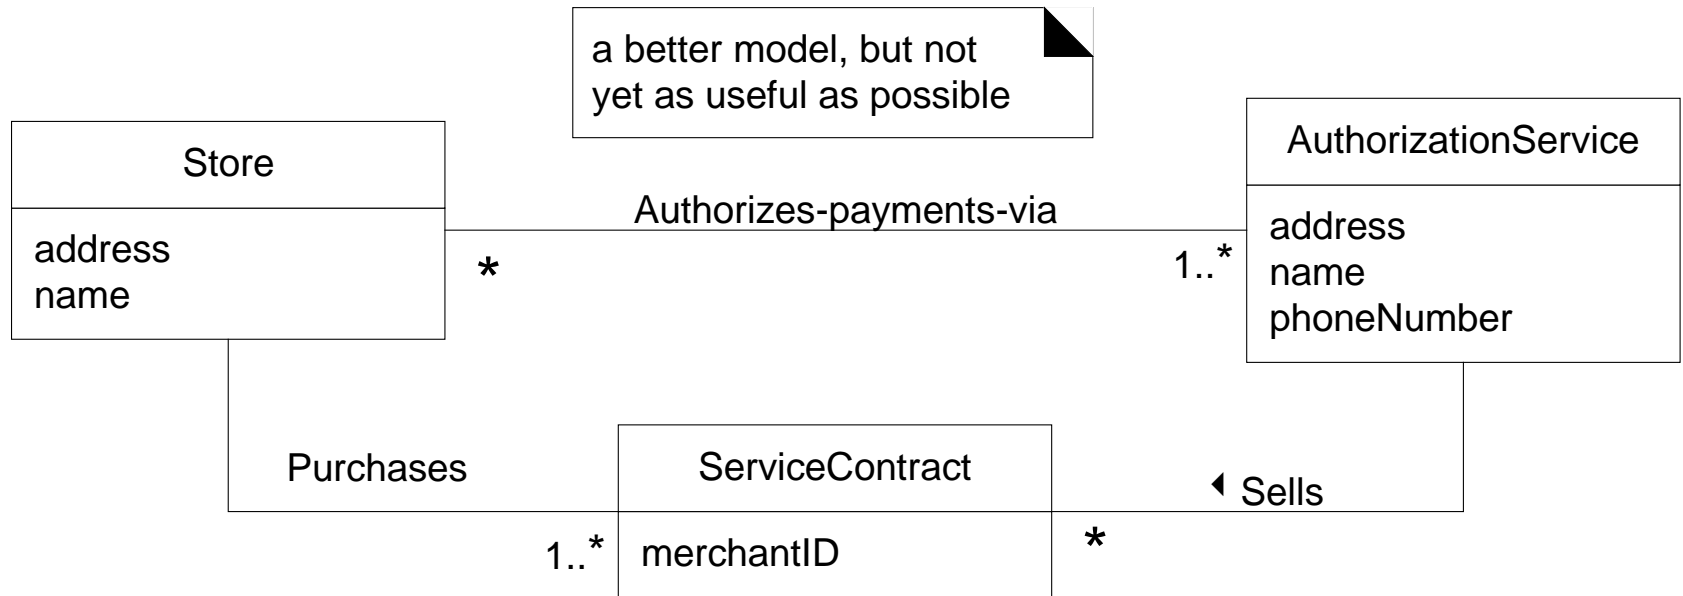 a better model, but not
yet as useful as possible
Store
address
name
Authorizes-payments-via
*
1..*
AuthorizationService
address
name
phoneNumber
Purchases
1..*
ServiceContract
merchantID
Sells
*